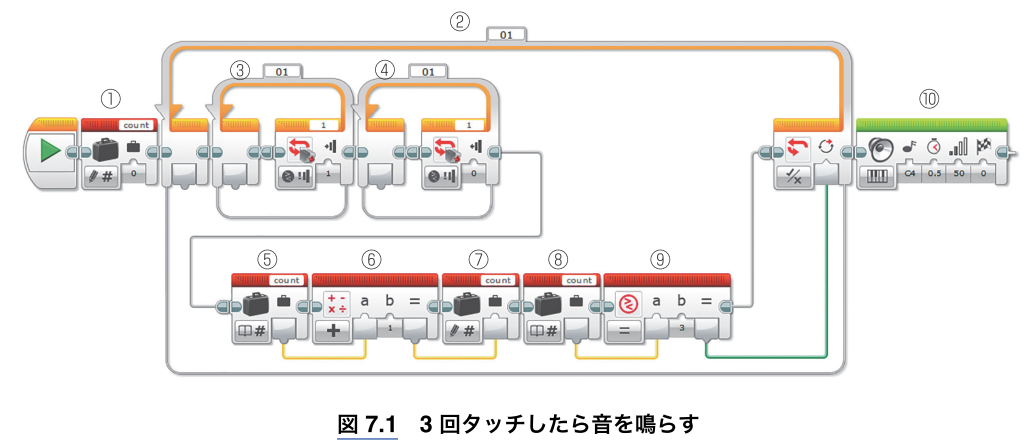 ②
01
③ 01 ④ 01
① ⑩
count 1 1
# 0 1 0 C4 0.5 50 0
⑤ ⑥ ⑦ ⑧ ⑨
count count count
a b = a b =
# + 1 # # = 3
図 7.1 3 回タッチしたら音を鳴らす